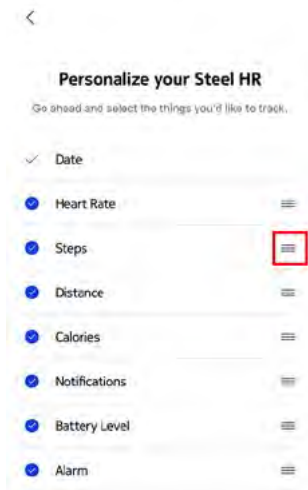 Personalize your Steel HR
Go ahead and select the things you'd like to track.
Date
Heart Rate
Steps
Distance
Calories
Notifications
Battery Level
Alarm